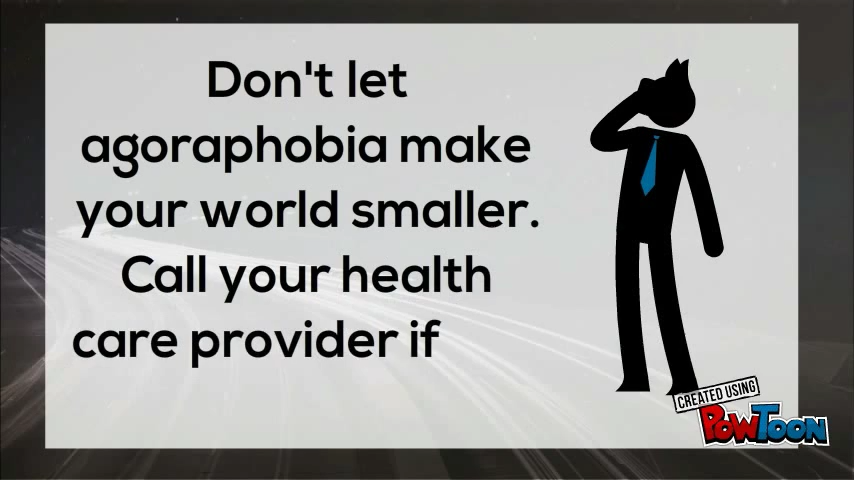 Don't let
agoraphobia make
your world smaller.
Call your health
care provider if
CREATED USING
POWTOON